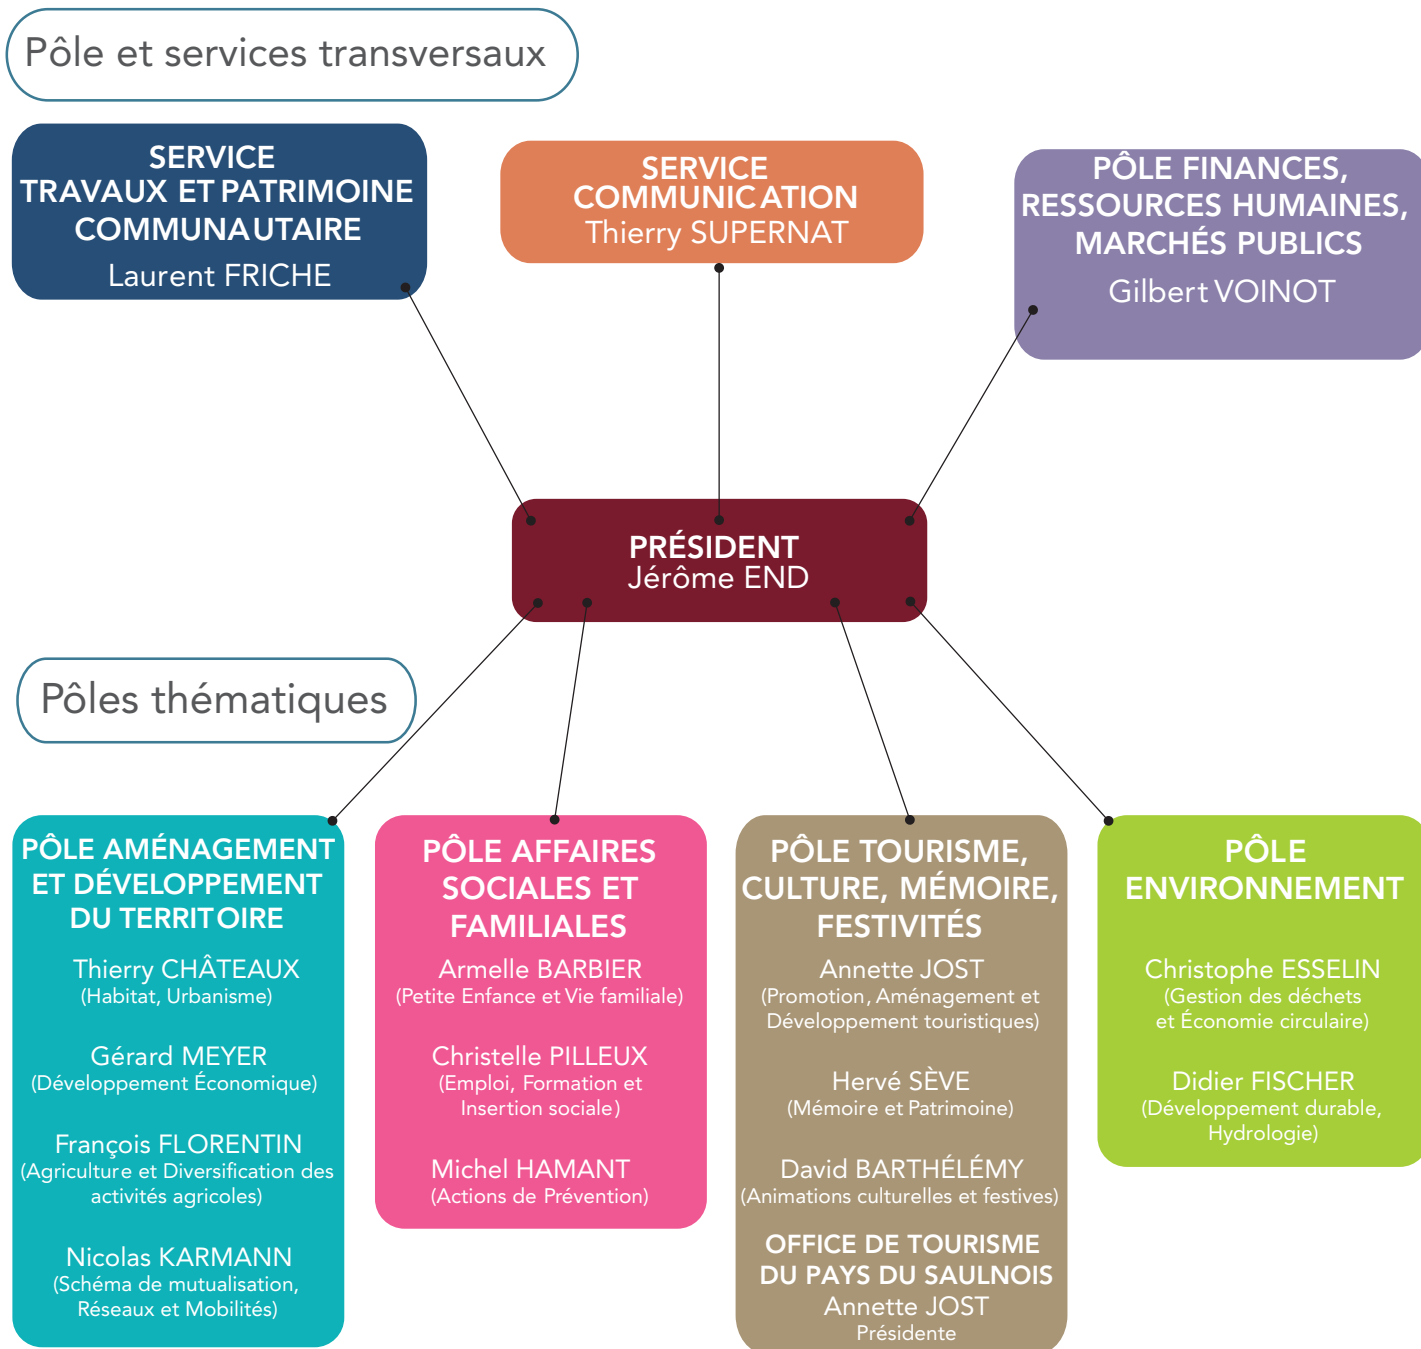 Pôle et services transversaux
SERVICE
TRAVAUX ET PATRIMOINE
COMMUNAUTAIRE
Laurent FRICHE
SERVICE
COMMUNICATION
Thierry SUPERNAT
PÔLE FINANCES,
RESSOURCES HUMAINES,
MARCHÉS PUBLICS
Gilbert VOINOT
PRÉSIDENT
Jérôme END
Pôles thématiques
PÔLE AMÉNAGEMENT
ET DÉVELOPPEMENT
DU TERRITOIRE
Thierry CHÂTEAUX
(Habitat, Urbanisme)
Gérard MEYER
(Développement Économique)
François FLORENTIN
(Agriculture et Diversification des
activités agricoles)
Nicolas KARMANN
(Schéma de mutualisation,
Réseaux et Mobilités)
PÔLE AFFAIRES
SOCIALES ET
FAMILIALES
Armelle BARBIER
(Petite Enfance et Vie familiale)
Christelle PILLEUX
(Emploi, Formation et
Insertion sociale)
Michel HAMANT
(Actions de Prévention)
PÔLE TOURISME,
CULTURE, MÉMOIRE,
FESTIVITÉS
Annette JOST
(Promotion, Aménagement et
Développement touristiques)
Hervé SÈVE
(Mémoire et Patrimoine)
David BARTHÉLÉMY
(Animations culturelles et festives)
OFFICE DE TOURISME
DU PAYS DU SAULNOIS
Annette JOST
Présidente
PÔLE
ENVIRONNEMENT
Christophe ESSELIN
(Gestion des déchets
et Économie circulaire)
Didier FISCHER
(Développement durable,
Hydrologie)